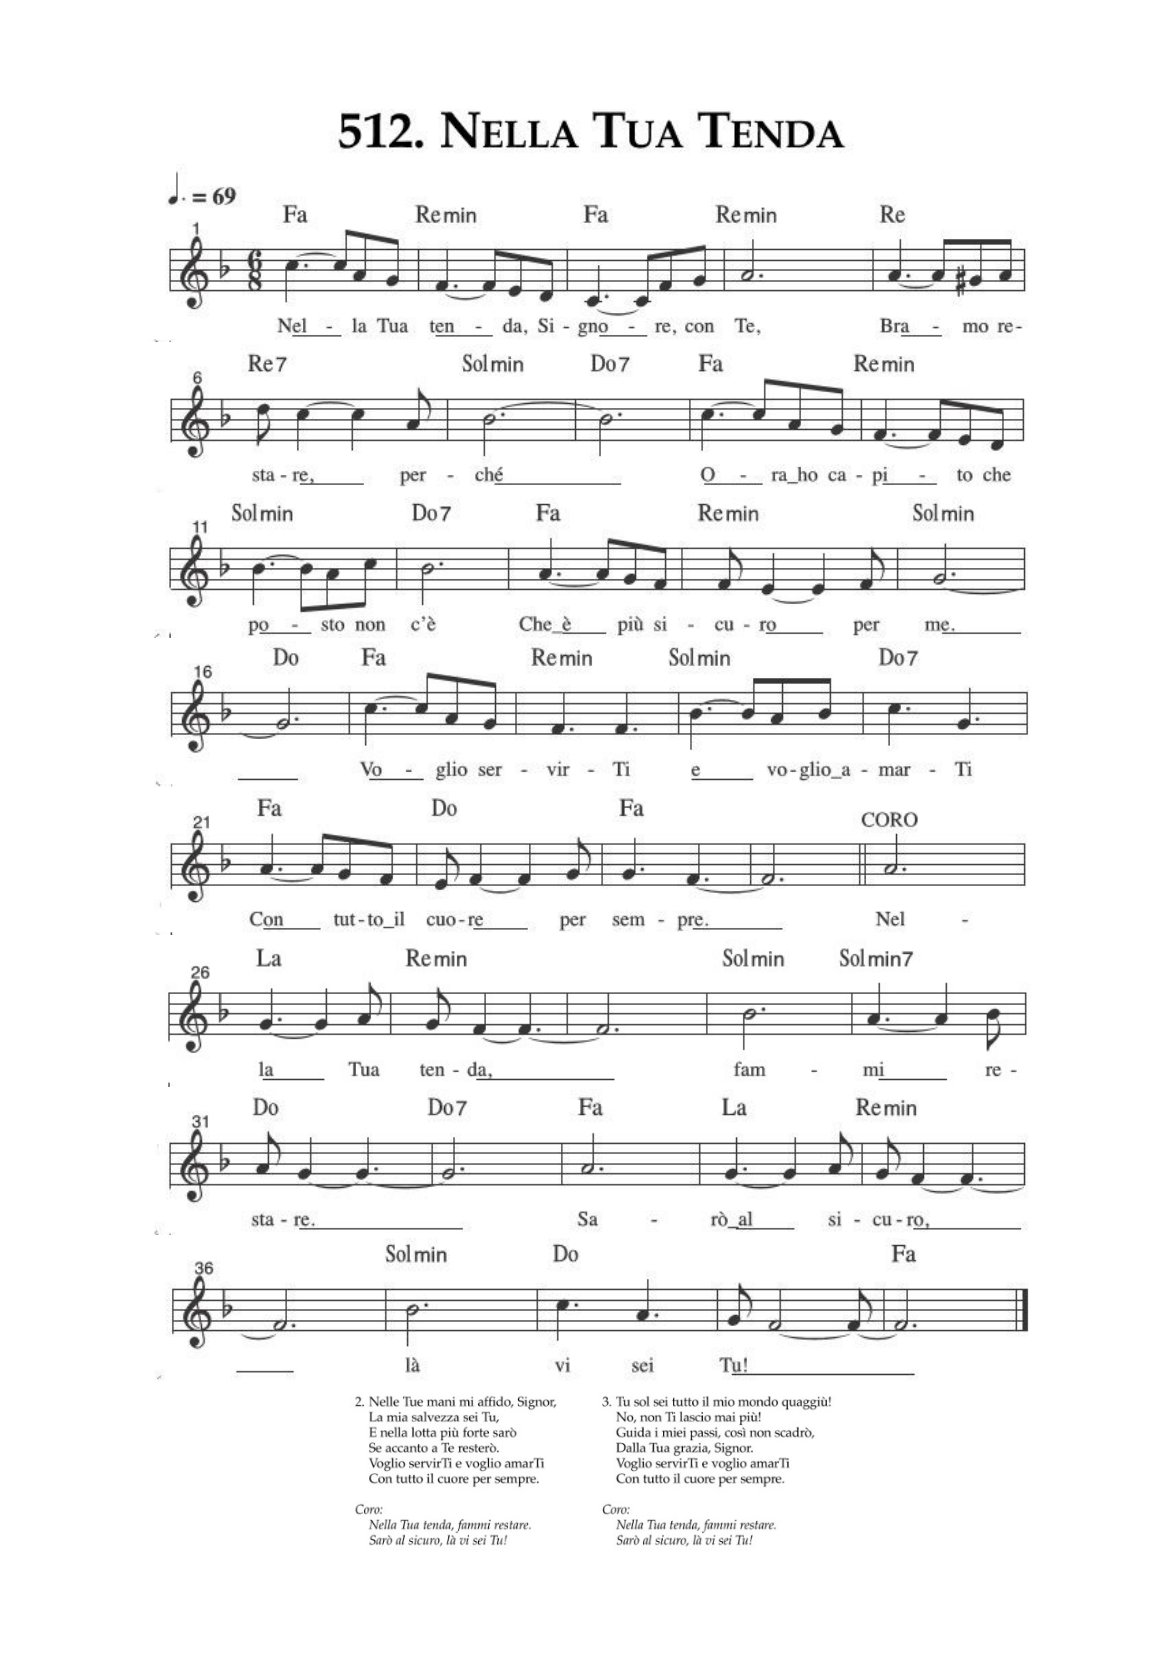 512. Nella Tua Tenda
♩. = 69
Fa Remin Fa Remin Re
1
6 8
Nel - la Tua ten - da, Si - gno - re, con Te, Bra - mo re-
Re7 Solmin Do7 Fa Remin
6
sta - re, per - ché O - ra_ho ca - pi - to che
Solmin Do7 Fa Remin Solmin
11
po - sto non c'è Che_è più si - cu - ro per me.
Do Fa Remin Solmin Do7
16
Vo - glio ser - vir - Ti e vo - glio_a - mar - Ti
Fa Do Fa CORO
21
Con tut - to_il cuo - re per sem - pre. Nel -
La Remin Solmin Solmin7
26
la Tua ten - da, fam - mi re -
Do Do7 Fa La Remin
31
sta - re. Sa - rò_al si - cu - ro,
Solmin Do Fa
36
là vi sei Tu!
2. Nelle Tue mani mi affido, Signor,
La mia salvezza sei Tu,
E nella lotta più forte sarò
Se accanto a Te resterò.
Voglio servirTi e voglio amarTi
Con tutto il cuore per sempre.
Coro:
Nella Tua tenda, fammi restare.
Sarò al sicuro, là vi sei Tu!
3. Tu sol sei tutto il mio mondo quaggiù!
No, non Ti lascio mai più!
Guida i miei passi, così non scadrò,
Dalla Tua grazia, Signor.
Voglio servirTi e voglio amarTi
Con tutto il cuore per sempre.
Coro:
Nella Tua tenda, fammi restare.
Sarò al sicuro, là vi sei Tu!